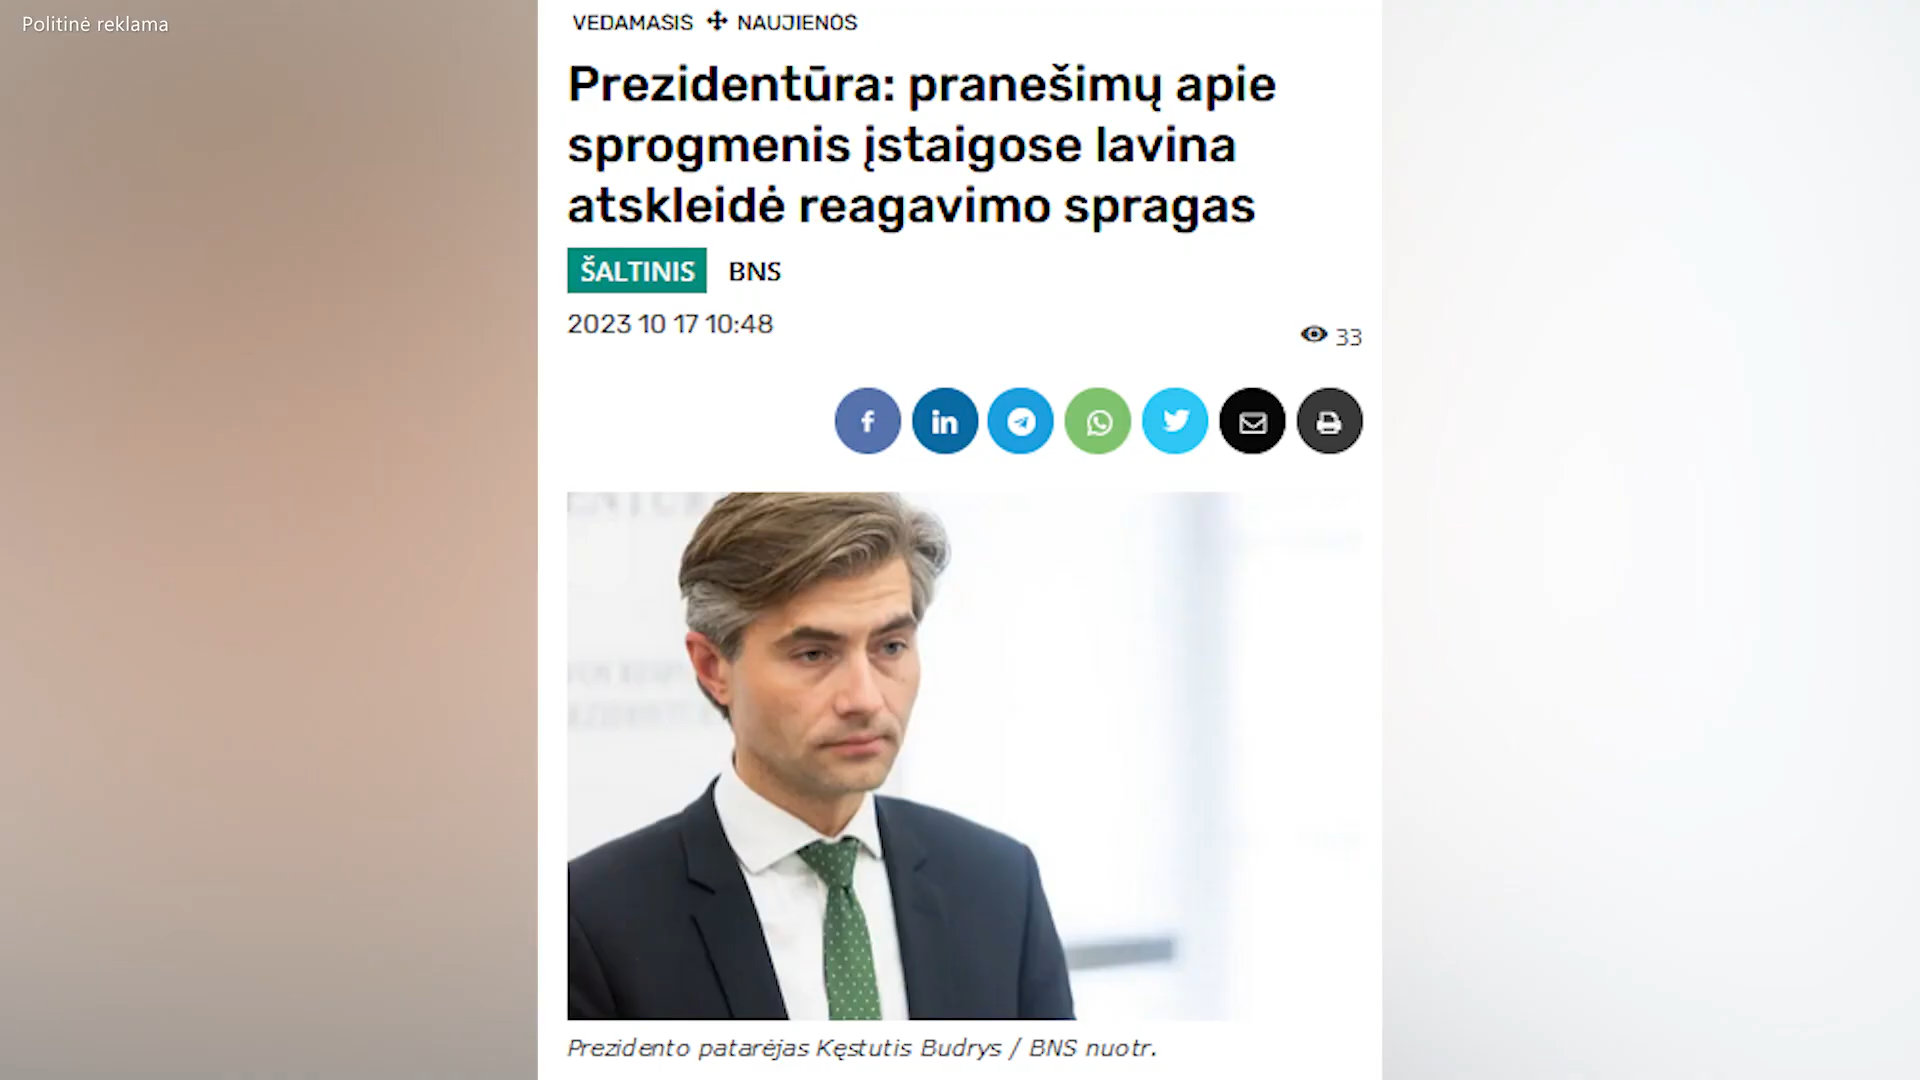 Politinė reklama
VEDAMASIS NAUJIENOS
Prezidentūra: pranešimų apie
sprogmenis įstaigose lavina
atskleidė reagavimo spragas
ŠALTINIS BNS
2023 10 17 10:48
33
Prezidento patarėjas Kęstutis Budrys / BNS nuotr.